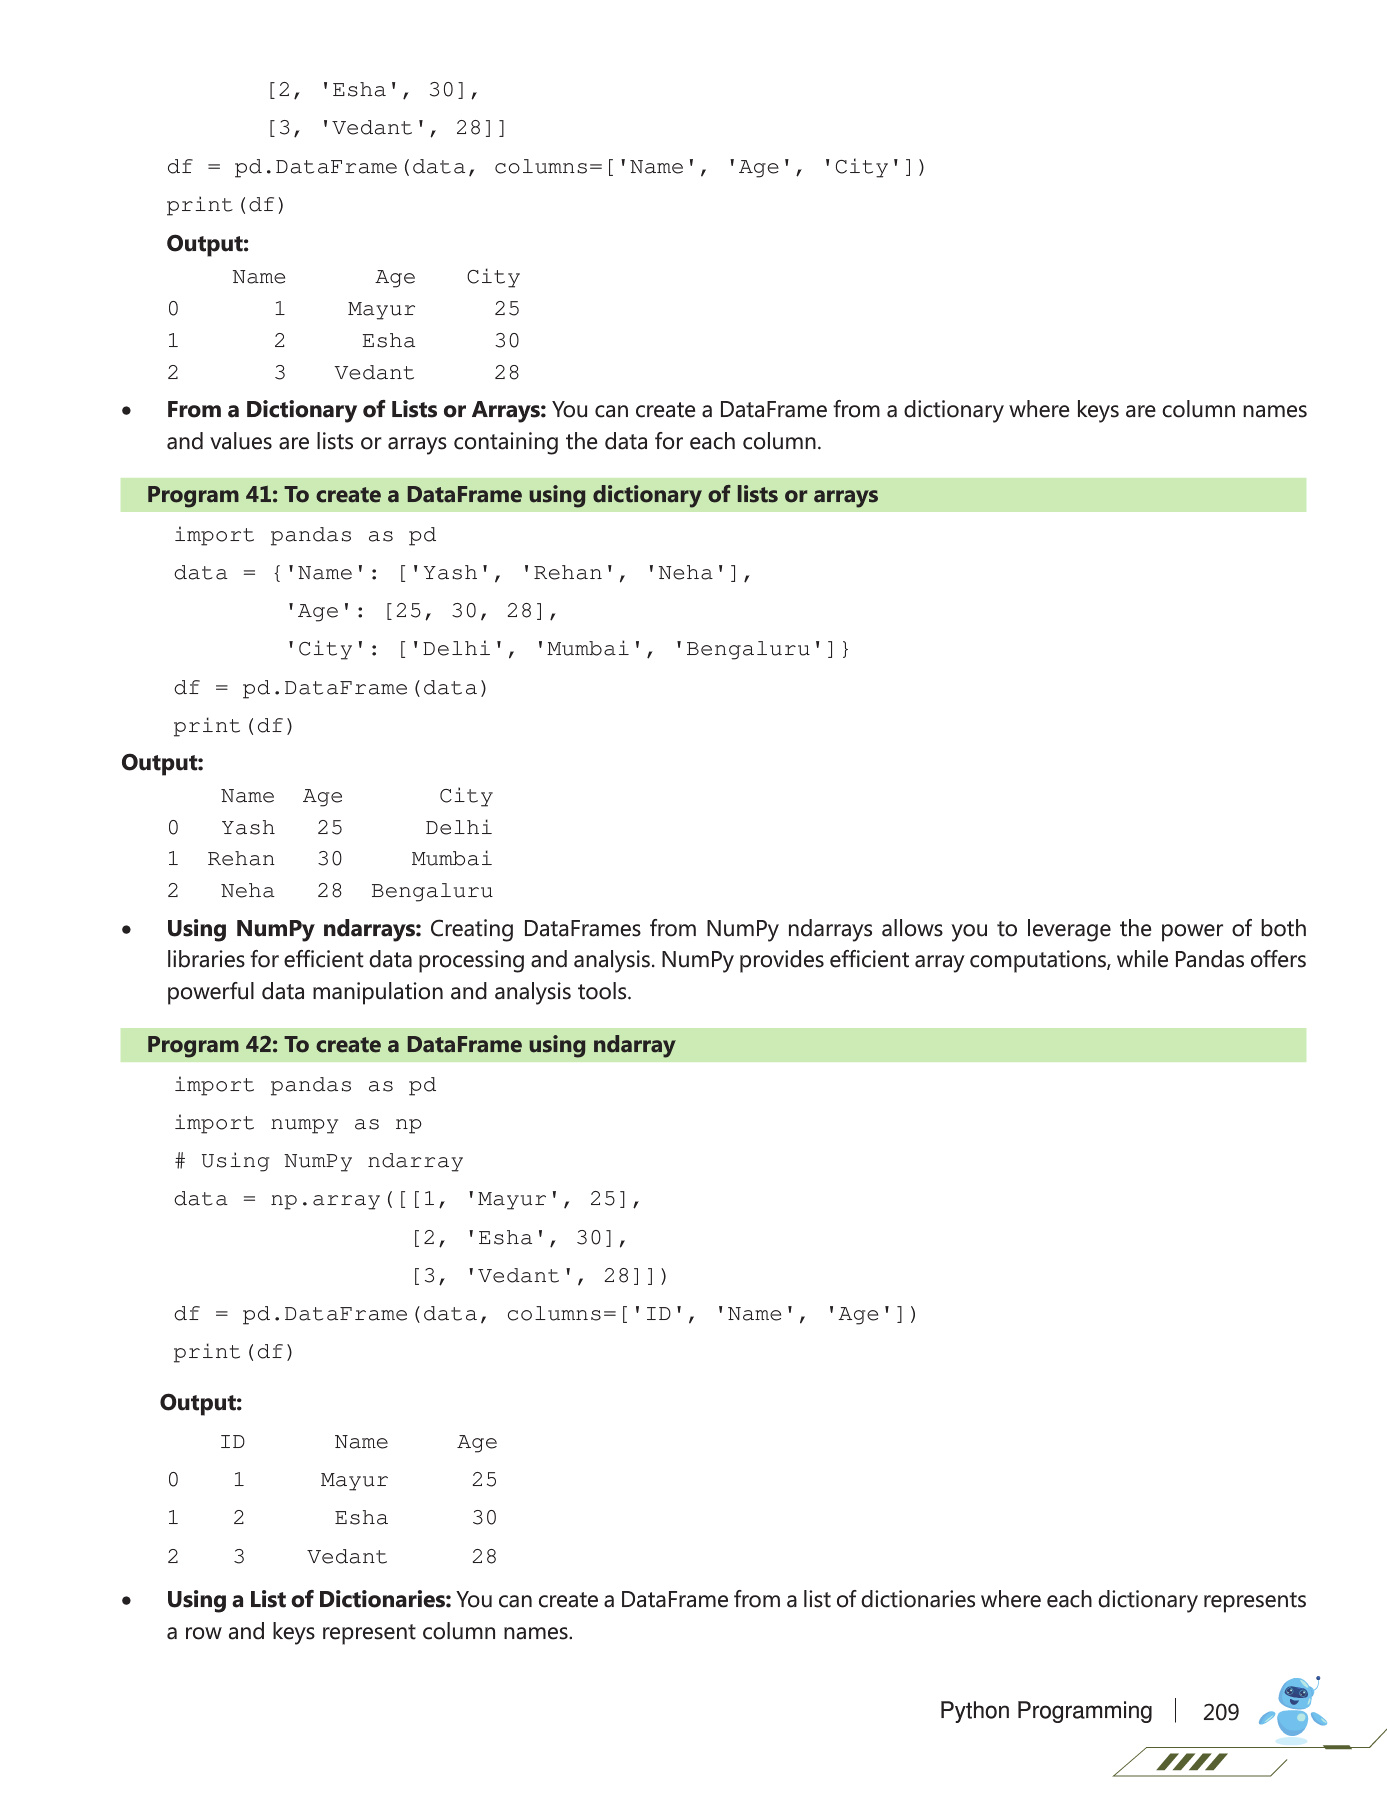 [2, 'Esha', 30],
[3, 'Vedant', 28]]
df = pd.DataFrame(data, columns=['Name', 'Age', 'City'])
print(df)
Output:
Name Age City
0 1 Mayur 25
1 2 Esha 30
2 3 Vedant 28
• From a Dictionary of Lists or Arrays: You can create a DataFrame from a dictionary where keys are column names
and values are lists or arrays containing the data for each column.
Program 41: To create a DataFrame using dictionary of lists or arrays
import pandas as pd
data = {'Name': ['Yash', 'Rehan', 'Neha'],
'Age': [25, 30, 28],
'City': ['Delhi', 'Mumbai', 'Bengaluru']}
df = pd.DataFrame(data)
print(df)
Output:
Name Age City
0 Yash 25 Delhi
1 Rehan 30 Mumbai
2 Neha 28 Bengaluru
• Using NumPy ndarrays: Creating DataFrames from NumPy ndarrays allows you to leverage the power of both
libraries for efficient data processing and analysis. NumPy provides efficient array computations, while Pandas offers
powerful data manipulation and analysis tools.
Program 42: To create a DataFrame using ndarray
import pandas as pd
import numpy as np
# Using NumPy ndarray
data = np.array([[1, 'Mayur', 25],
[2, 'Esha', 30],
[3, 'Vedant', 28]])
df = pd.DataFrame(data, columns=['ID', 'Name', 'Age'])
print(df)
Output:
ID Name Age
0 1 Mayur 25
1 2 Esha 30
2 3 Vedant 28
• Using a List of Dictionaries: You can create a DataFrame from a list of dictionaries where each dictionary represents
a row and keys represent column names.
Python Programming 209